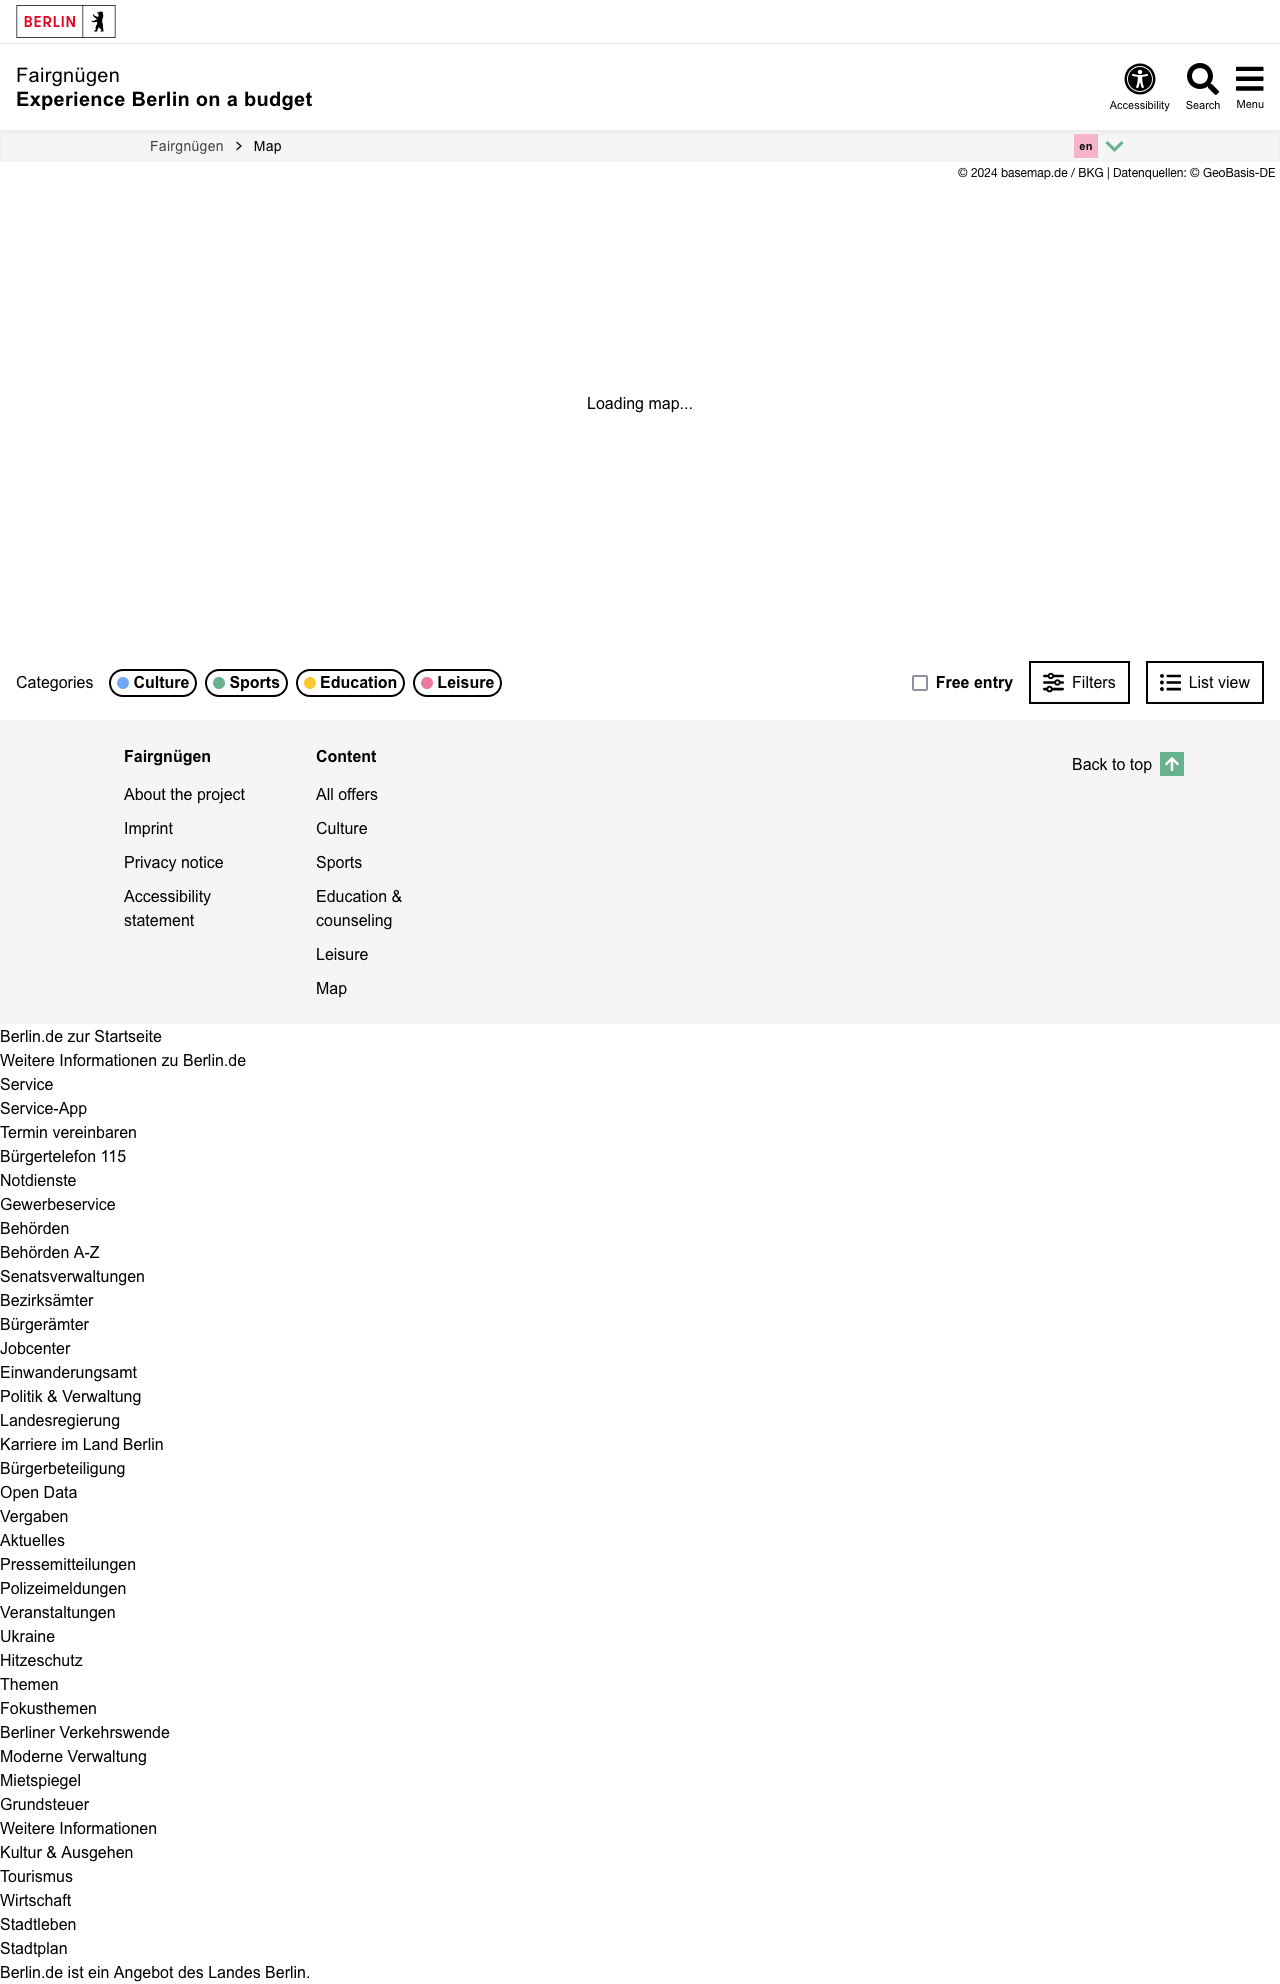 BERLIN
Fairgnügen
Experience Berlin on a budget
Accessibility
Search
Menu
Fairgnügen > Map
en
© 2024 basemap.de / BKG | Datenquellen: © GeoBasis-DE
Loading map...
Categories
Culture
Sports
Education
Leisure
Free entry
Filters
List view
Fairgnügen
About the project
Imprint
Privacy notice
Accessibility
statement
Content
All offers
Culture
Sports
Education &
counseling
Leisure
Map
Back to top
Berlin.de zur Startseite
Weitere Informationen zu Berlin.de
Service
Service-App
Termin vereinbaren
Bürgertelefon 115
Notdienste
Gewerbeservice
Behörden
Behörden A-Z
Senatsverwaltungen
Bezirksämter
Bürgerämter
Jobcenter
Einwanderungsamt
Politik & Verwaltung
Landesregierung
Karriere im Land Berlin
Bürgerbeteiligung
Open Data
Vergaben
Aktuelles
Pressemitteilungen
Polizeimeldungen
Veranstaltungen
Ukraine
Hitzeschutz
Themen
Fokusthemen
Berliner Verkehrswende
Moderne Verwaltung
Mietspiegel
Grundsteuer
Weitere Informationen
Kultur & Ausgehen
Tourismus
Wirtschaft
Stadtleben
Stadtplan
Berlin.de ist ein Angebot des Landes Berlin.